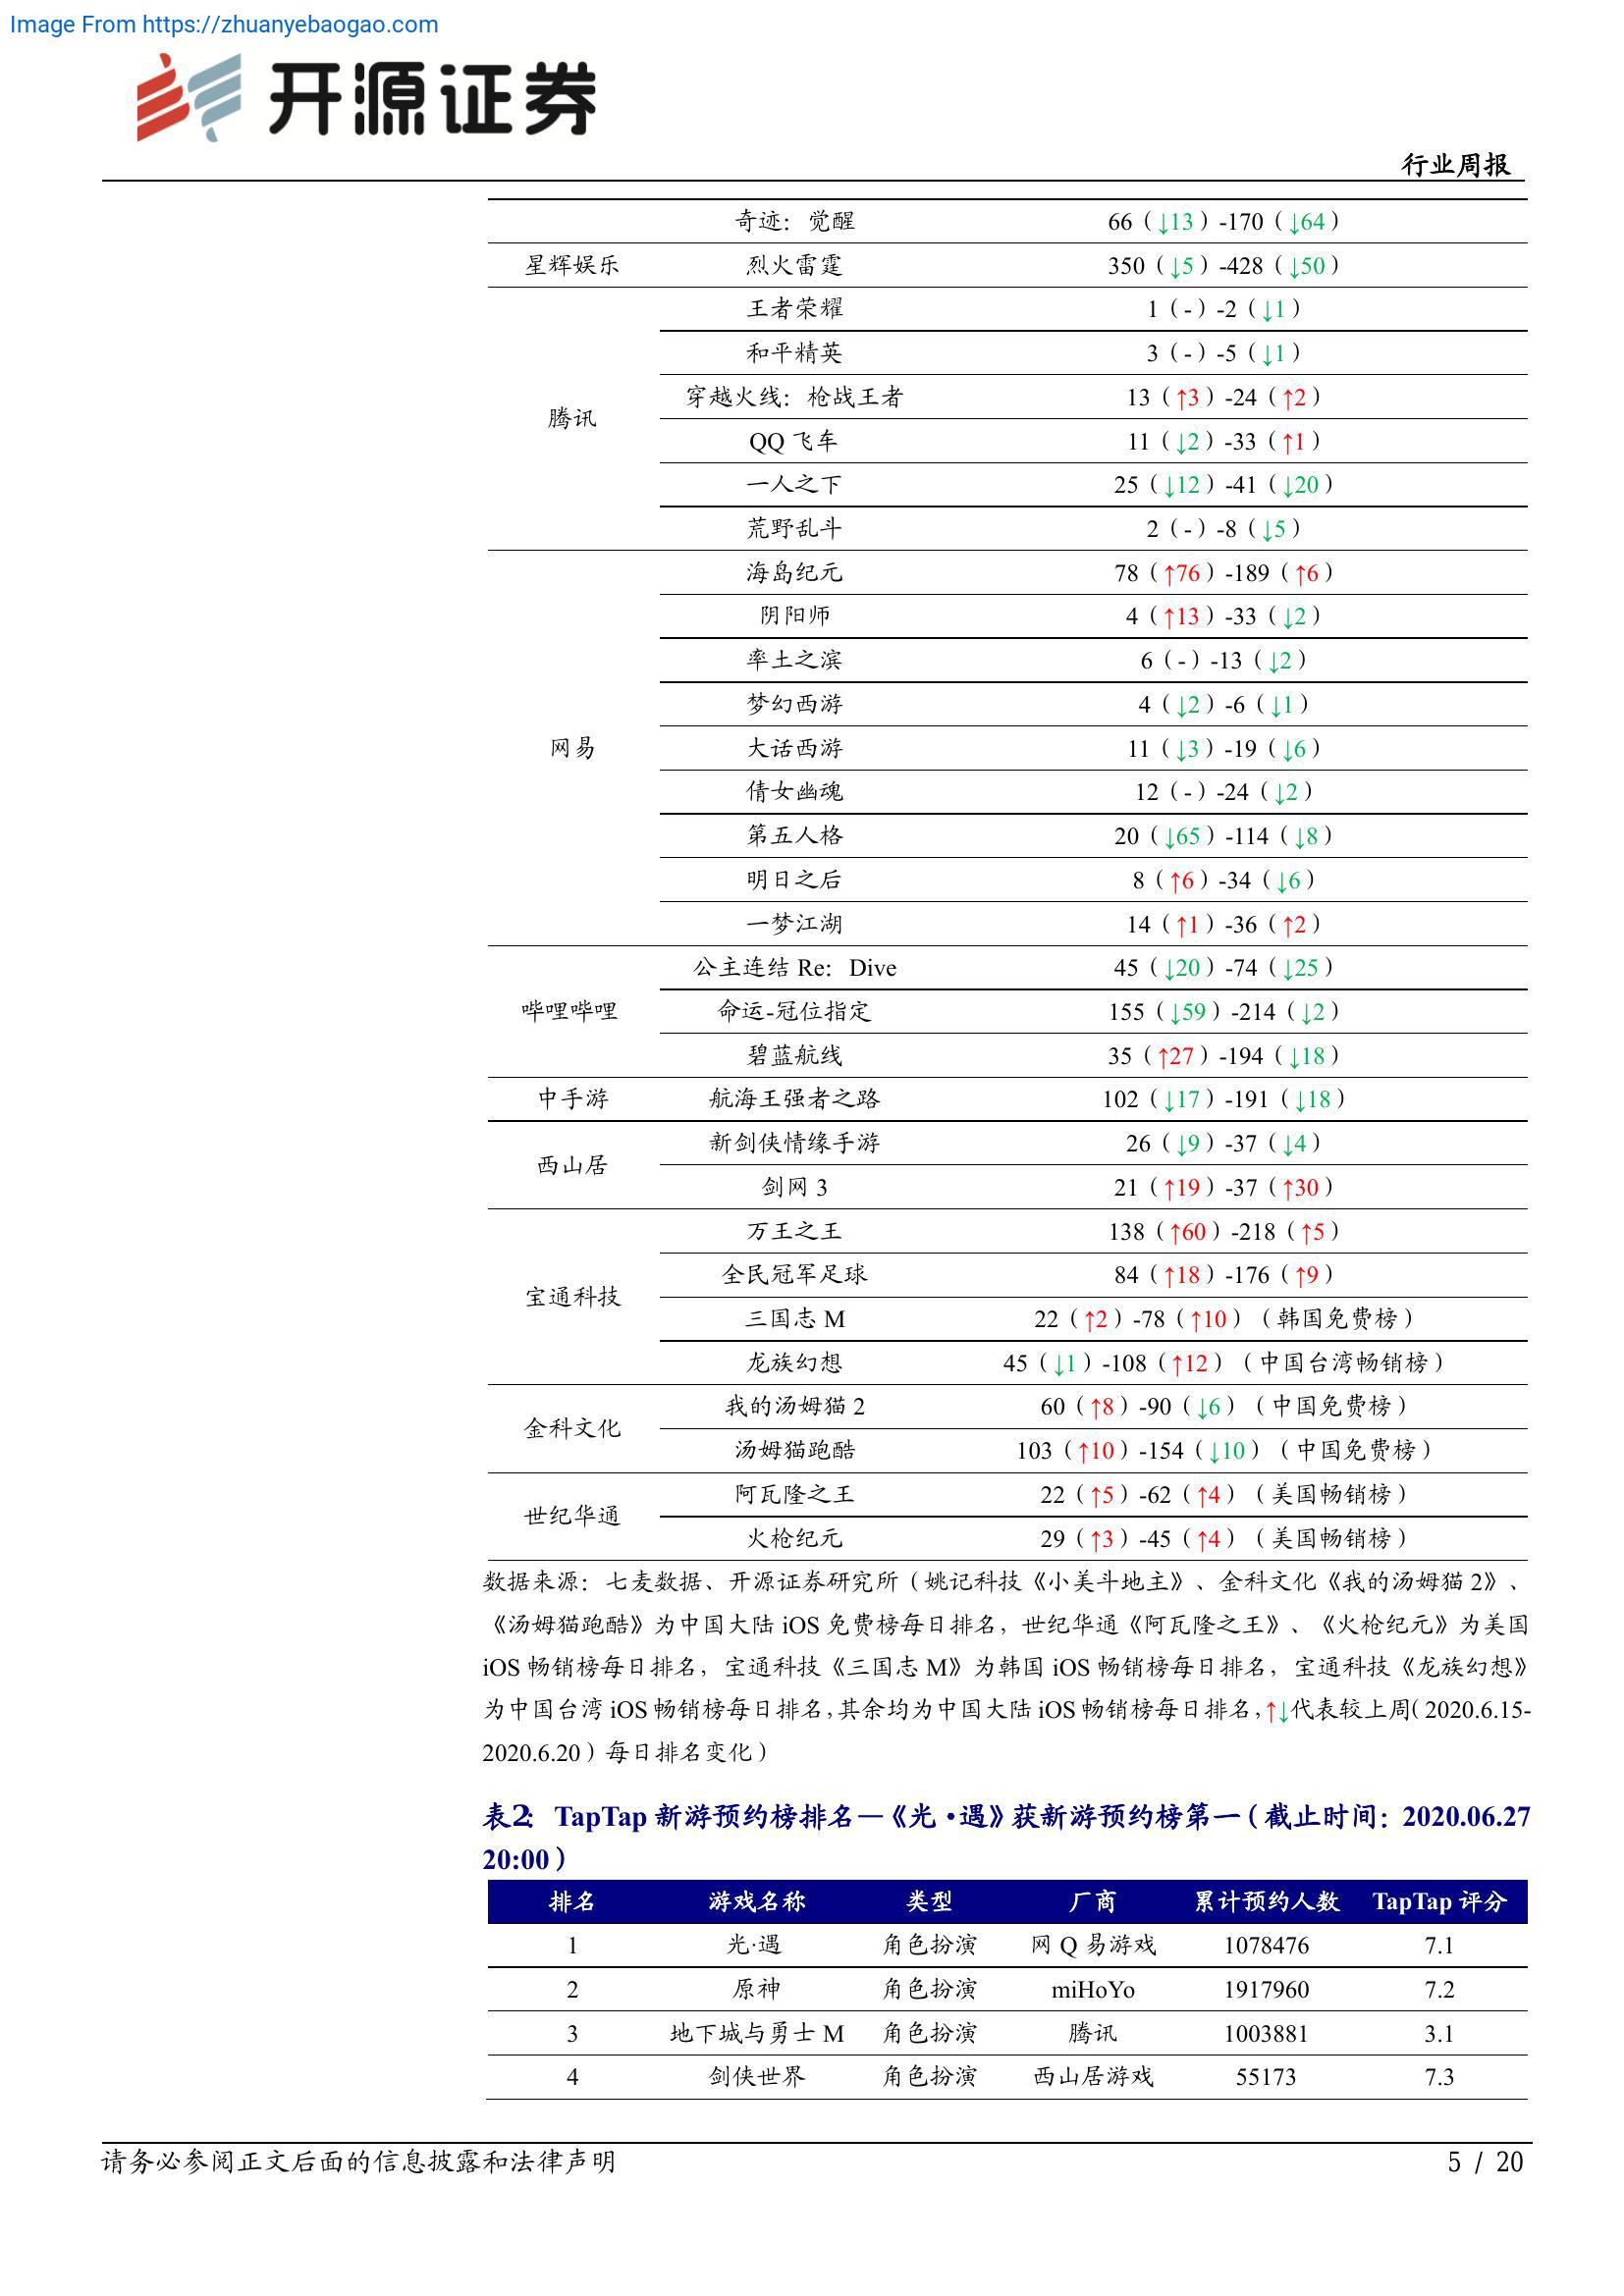 Image From https://zhuanyebaogao.com
开源证券
行业周报
奇迹：觉醒 66（↓13）-170（↓64）
星辉娱乐 烈火雷霆 350（↓5）-428（↓50）
腾讯 王者荣耀 1（-）-2（↓1）
和平精英 3（-）-5（↓1）
穿越火线：枪战王者 13（↑3）-24（↑2）
QQ 飞车 11（↓2）-33（↑1）
一人之下 25（↓12）-41（↓20）
荒野乱斗 2（-）-8（↓5）
网易 海岛纪元 78（↑76）-189（↑6）
阴阳师 4（↑13）-33（↓2）
率土之滨 6（-）-13（↓2）
梦幻西游 4（↓2）-6（↓1）
大话西游 11（↓3）-19（↓6）
倩女幽魂 12（-）-24（↓2）
第五人格 20（↓65）-114（↓8）
明日之后 8（↑6）-34（↓6）
一梦江湖 14（↑1）-36（↑2）
哔哩哔哩 公主连结 Re：Dive 45（↓20）-74（↓25）
命运-冠位指定 155（↓59）-214（↓2）
碧蓝航线 35（↑27）-194（↓18）
中手游 航海王强者之路 102（↓17）-191（↓18）
西山居 新剑侠情缘手游 26（↓9）-37（↓4）
剑网 3 21（↑19）-37（↑30）
宝通科技 万王之王 138（↑60）-218（↑5）
全民冠军足球 84（↑18）-176（↑9）
三国志 M 22（↑2）-78（↑10）（韩国免费榜）
龙族幻想 45（↓1）-108（↑12）（中国台湾畅销榜）
金科文化 我的汤姆猫 2 60（↑8）-90（↓6）（中国免费榜）
汤姆猫跑酷 103（↑10）-154（↓10）（中国免费榜）
世纪华通 阿瓦隆之王 22（↑5）-62（↑4）（美国畅销榜）
火枪纪元 29（↑3）-45（↑4）（美国畅销榜）
数据来源：七麦数据、开源证券研究所（姚记科技《小美斗地主》、金科文化《我的汤姆猫 2》、
《汤姆猫跑酷》为中国大陆 iOS 免费榜每日排名，世纪华通《阿瓦隆之王》、《火枪纪元》为美国
iOS 畅销榜每日排名，宝通科技《三国志 M》为韩国 iOS 畅销榜每日排名，宝通科技《龙族幻想》
为中国台湾 iOS 畅销榜每日排名，其余均为中国大陆 iOS 畅销榜每日排名，↑↓代表较上周（2020.6.15-
2020.6.20）每日排名变化）
表2： TapTap 新游预约榜排名—《光·遇》获新游预约榜第一（截止时间：2020.06.27
20:00）
排名 游戏名称 类型 厂商 累计预约人数 TapTap 评分
1 光·遇 角色扮演 网 Q 易游戏 1078476 7.1
2 原神 角色扮演 miHoYo 1917960 7.2
3 地下城与勇士 M 角色扮演 腾讯 1003881 3.1
4 剑侠世界 角色扮演 西山居游戏 55173 7.3
请务必参阅正文后面的信息披露和法律声明 5 / 20